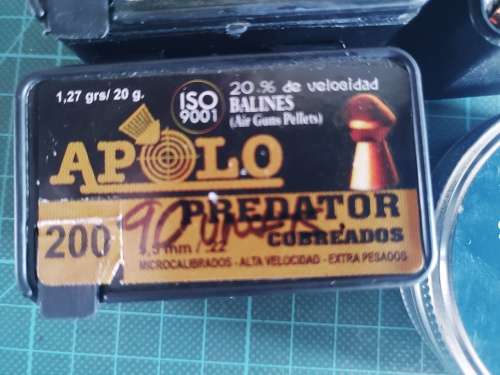 1,27 grs/ 20 g.
ISO
9001
20 % de velocidad
BALINES
(Air Guns Pellets)
APOLO
PREDATOR
COBREADOS
200
90
5,5 mm / .22
MICROCALIBRADOS - ALTA VELOCIDAD - EXTRA PESADOS